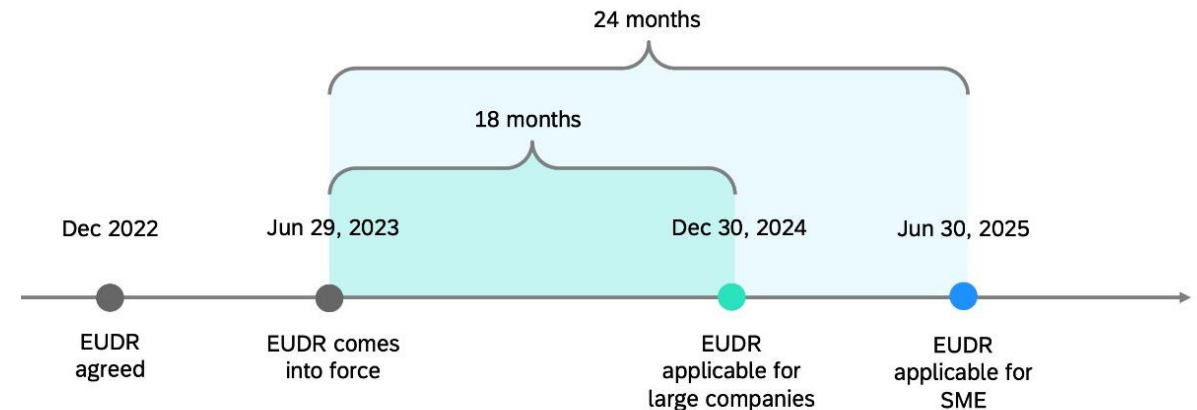 24 months
18 months
Dec 2022
Jun 29, 2023
Dec 30, 2024
Jun 30, 2025
EUDR
agreed
EUDR comes
into force
EUDR
applicable for
large companies
EUDR
applicable for
SME